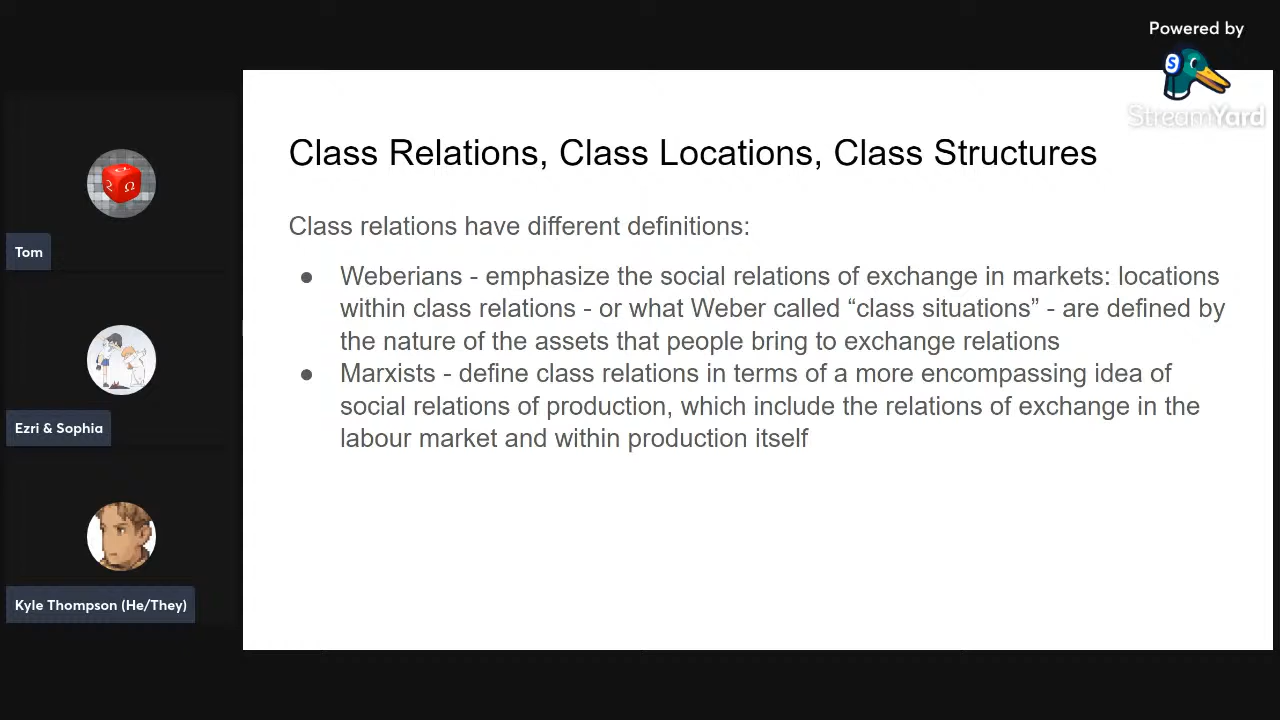 Powered by
StreamYard
Class Relations, Class Locations, Class Structures
Class relations have different definitions:
● Weberians - emphasize the social relations of exchange in markets: locations
within class relations - or what Weber called “class situations” - are defined by
the nature of the assets that people bring to exchange relations
● Marxists - define class relations in terms of a more encompassing idea of
social relations of production, which include the relations of exchange in the
labour market and within production itself
Tom
Ezri & Sophia
Kyle Thompson (He/They)